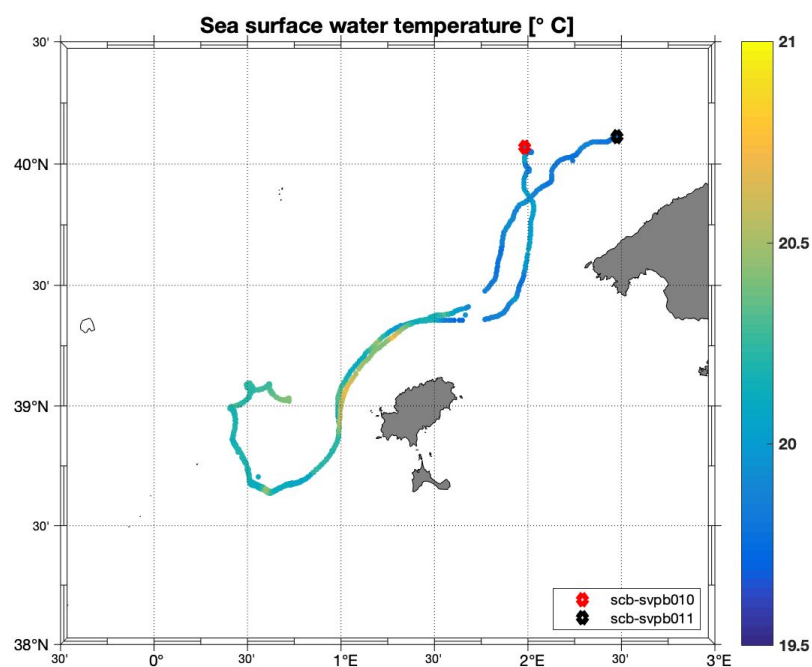 Sea surface water temperature [° C]
30'
40°N
30'
39°N
30'
38°N
30'
0°
30'
1°E
30'
2°E
30'
3°E
21
20.5
20
19.5
scb-svpb010
scb-svpb011